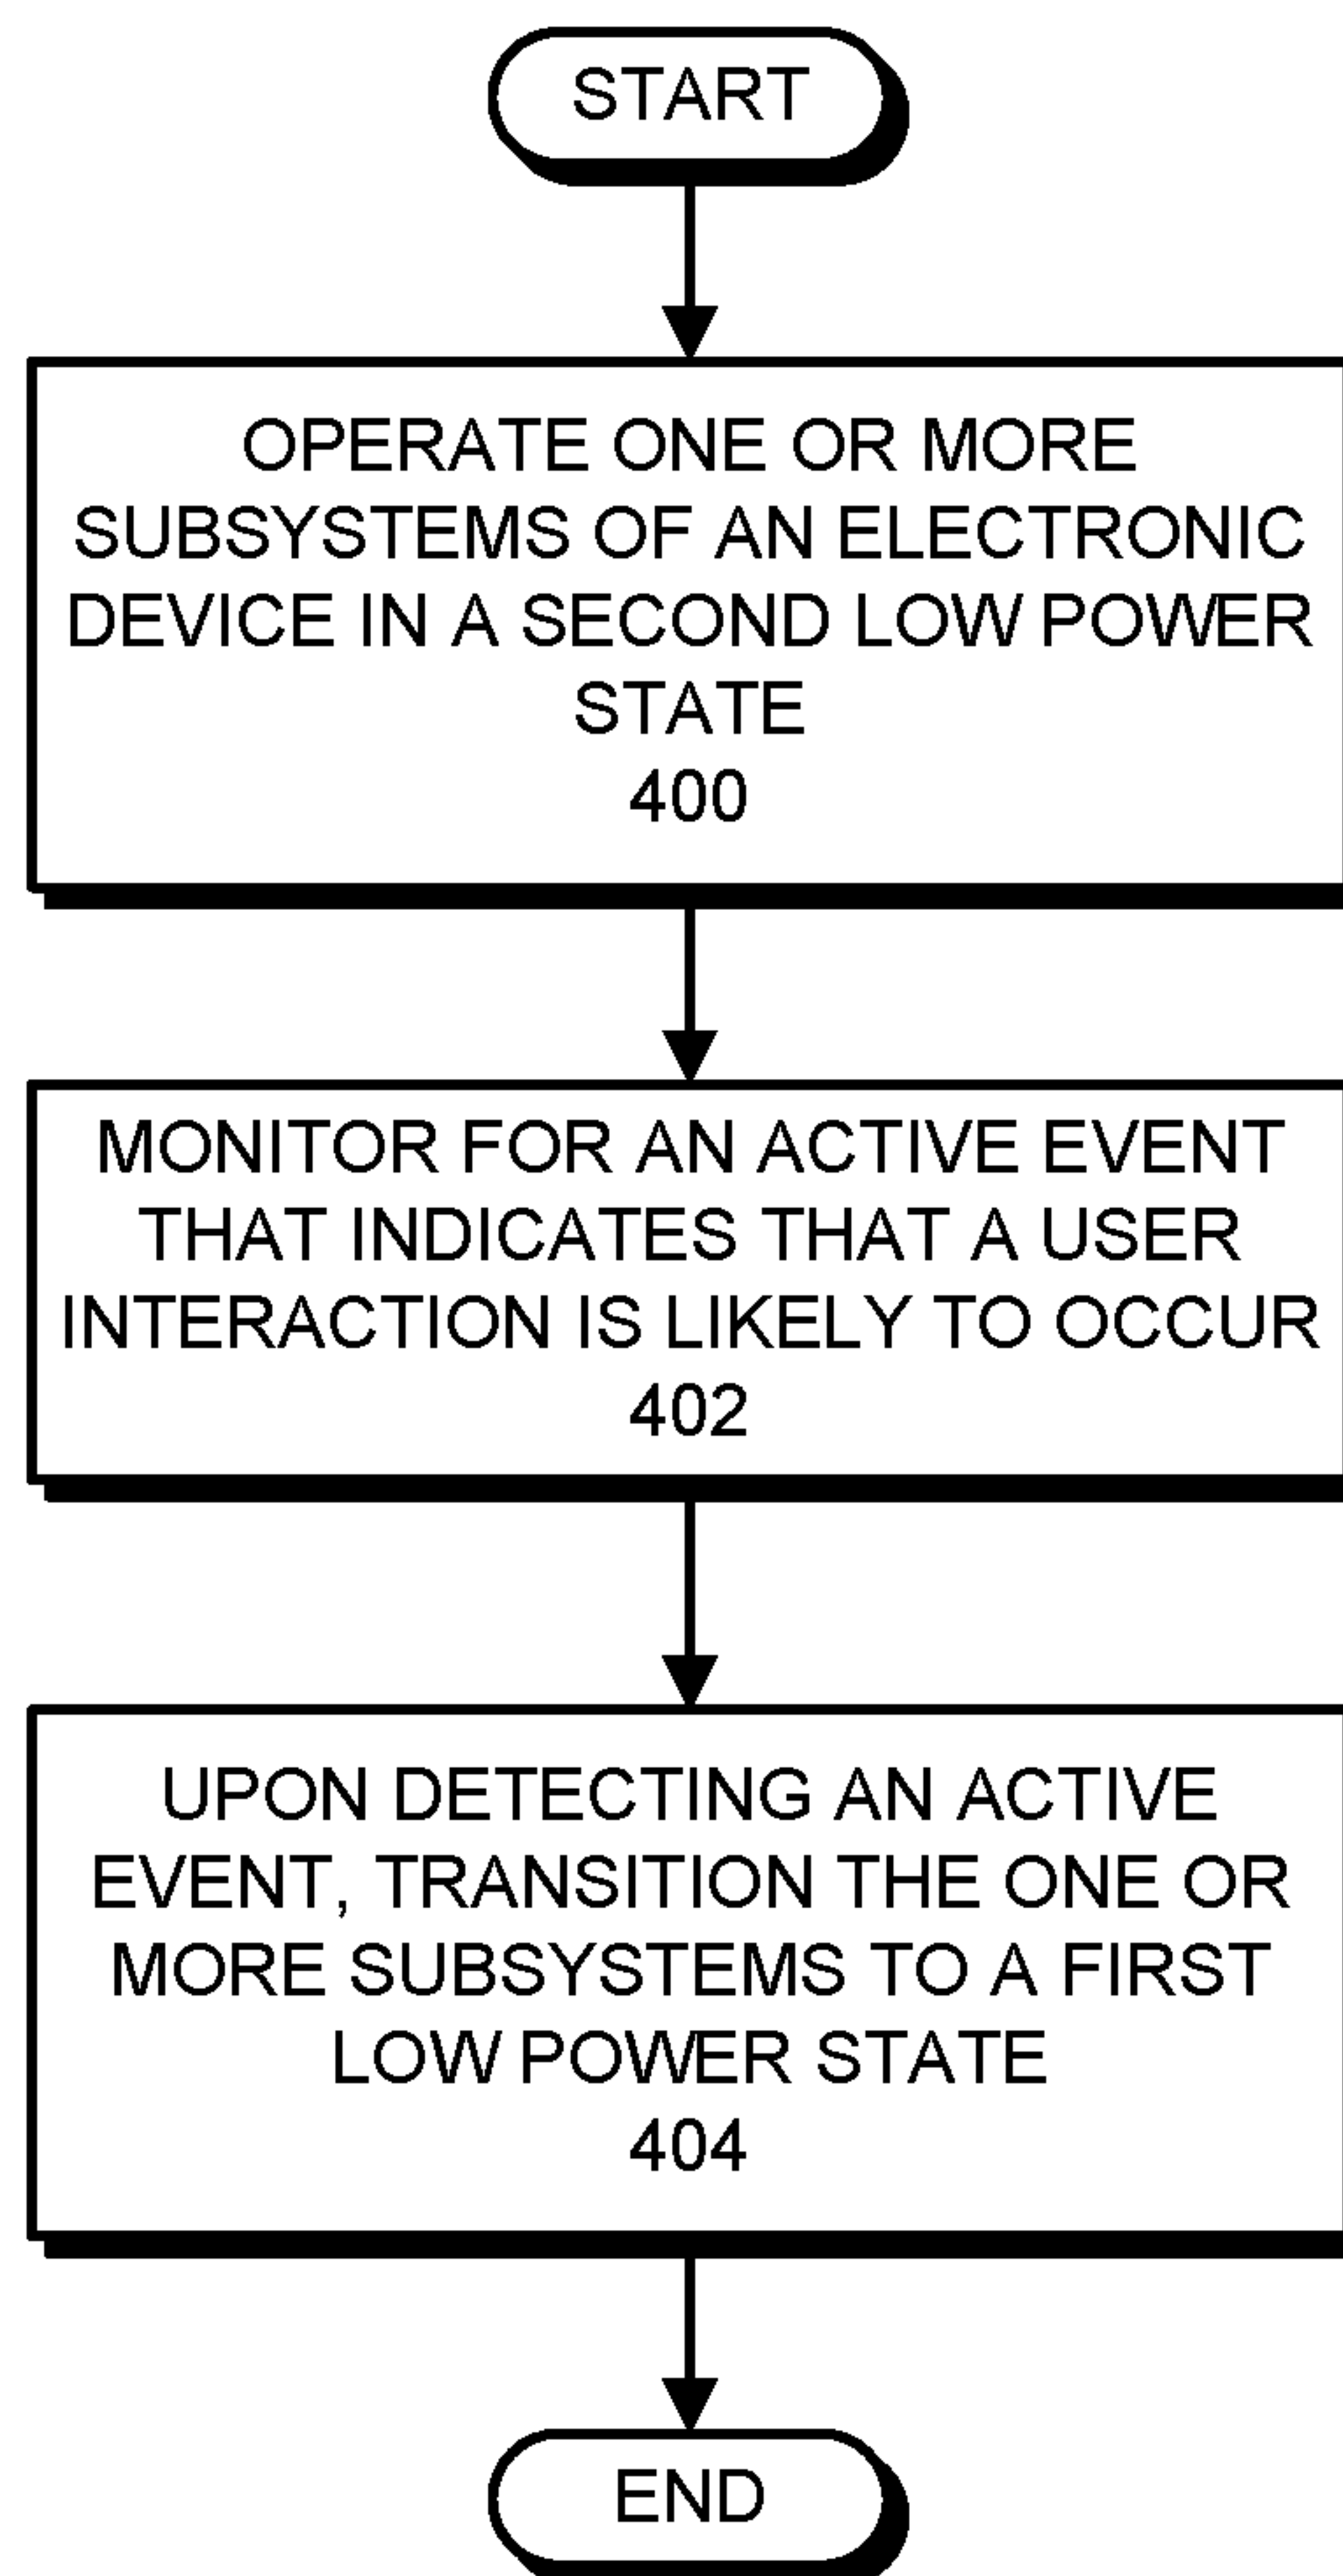 START
OPERATE ONE OR MORE
SUBSYSTEMS OF AN ELECTRONIC
DEVICE IN A SECOND LOW POWER
STATE
400
MONITOR FOR AN ACTIVE EVENT
THAT INDICATES THAT A USER
INTERACTION IS LIKELY TO OCCUR
402
UPON DETECTING AN ACTIVE
EVENT, TRANSITION THE ONE OR
MORE SUBSYSTEMS TO A FIRST
LOW POWER STATE
404
END